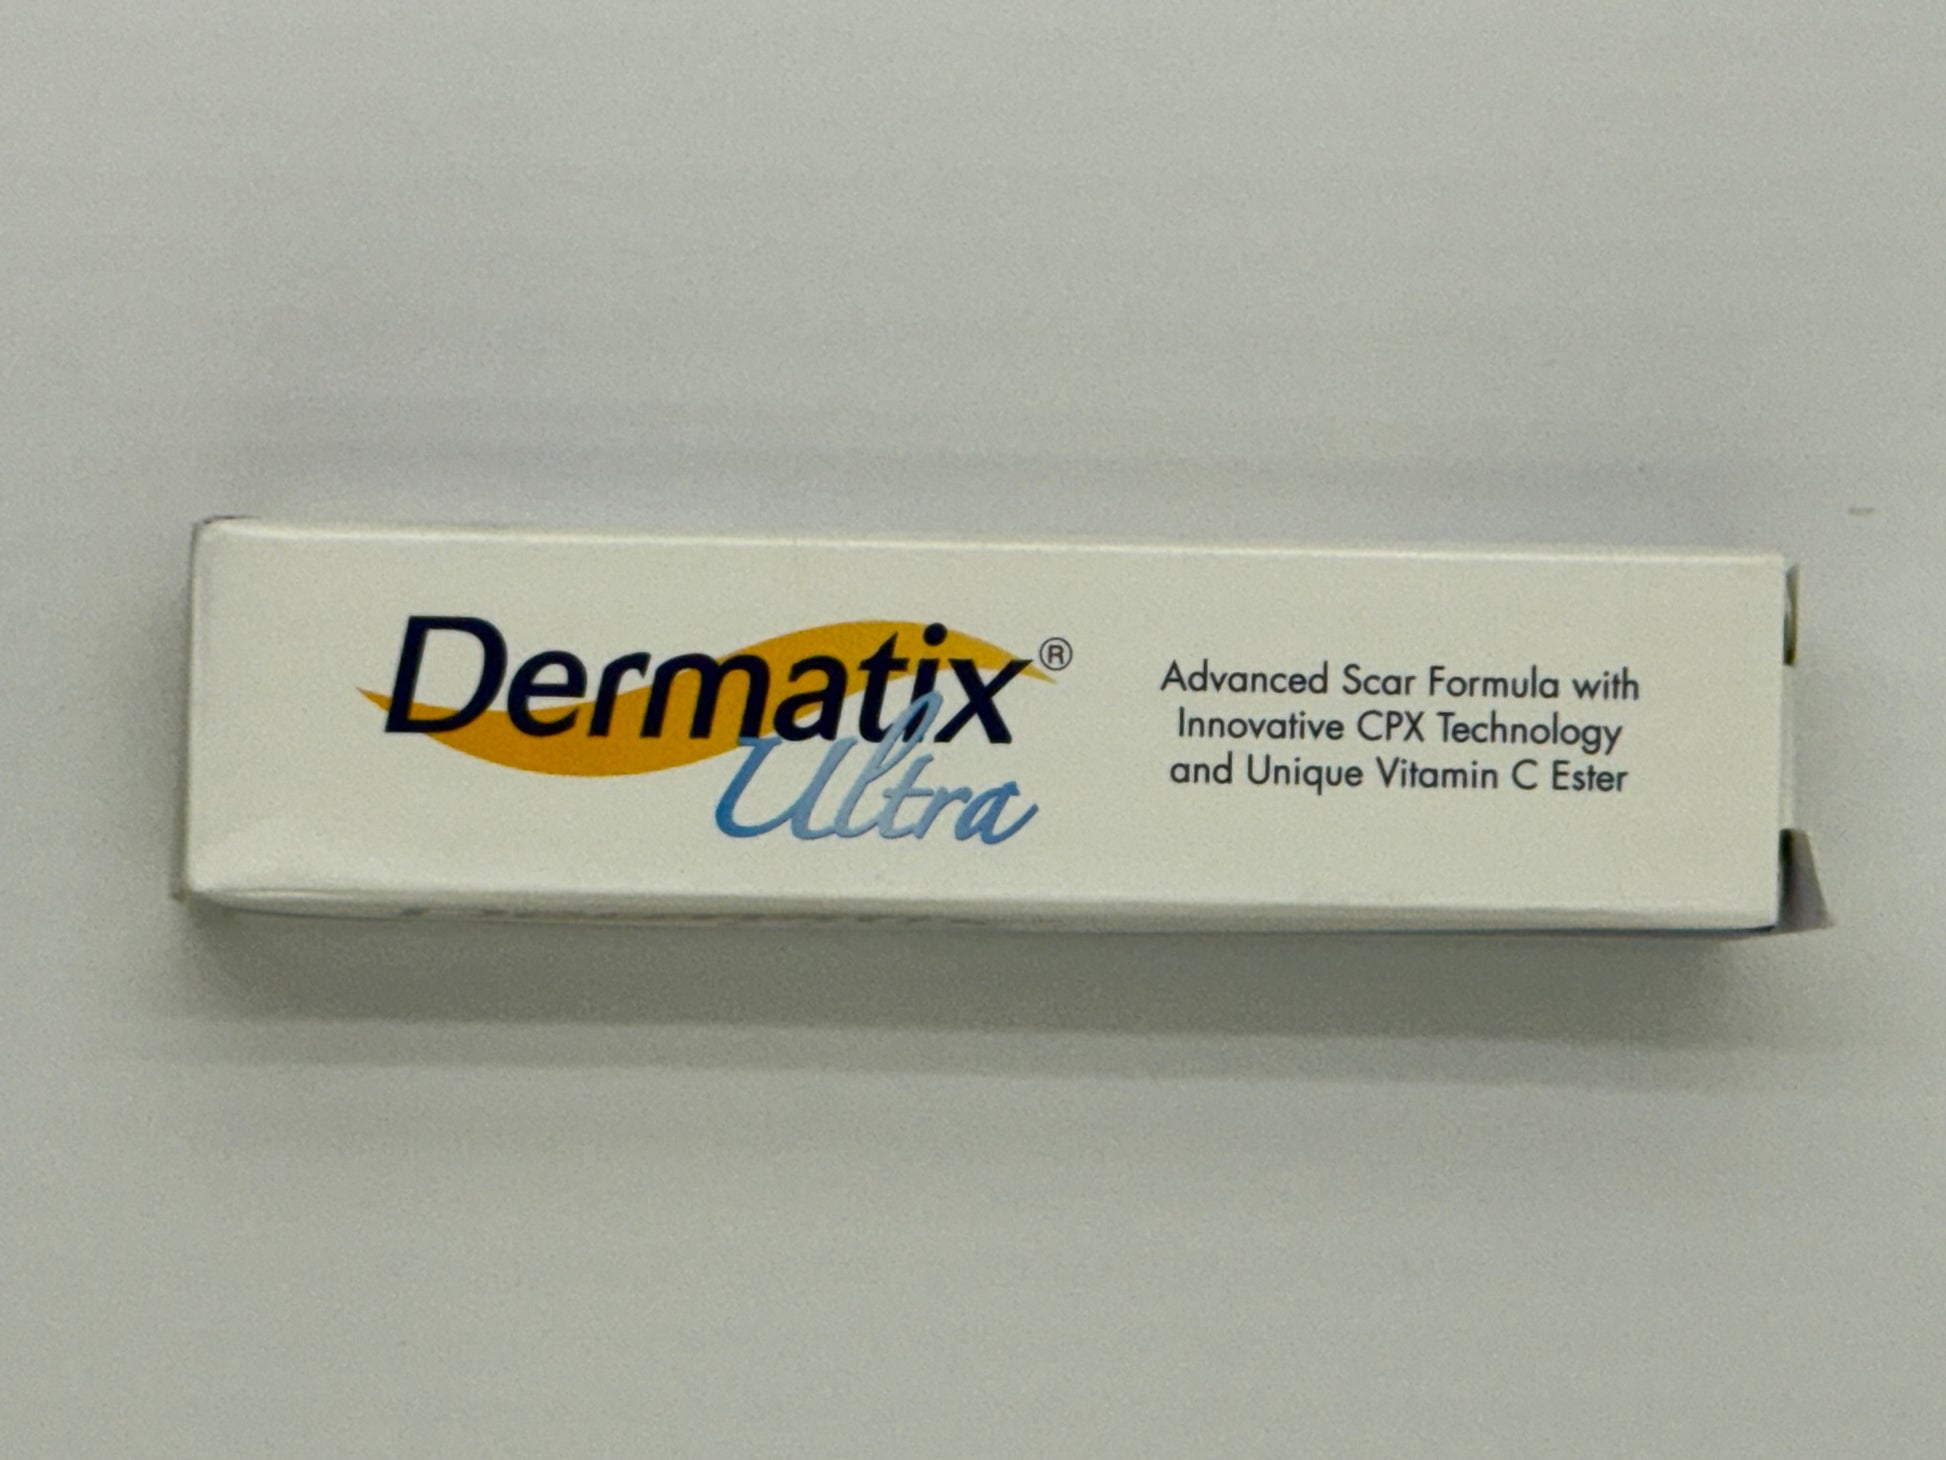 Dermatix®
Ultra
Advanced Scar Formula with
Innovative CPX Technology
and Unique Vitamin C Ester